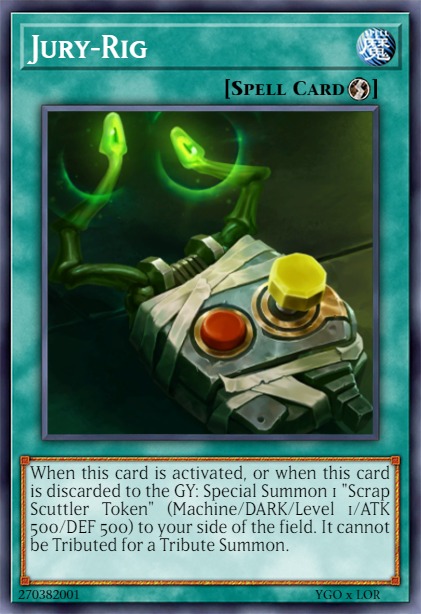 Jury-Rig
魔
[Spell Card]
When this card is activated, or when this card
is discarded to the GY: Special Summon 1 "Scrap
Scuttler Token" (Machine/DARK/Level 1/ATK
500/DEF 500) to your side of the field. It cannot
be Tributed for a Tribute Summon.
270382001
YGO x LOR